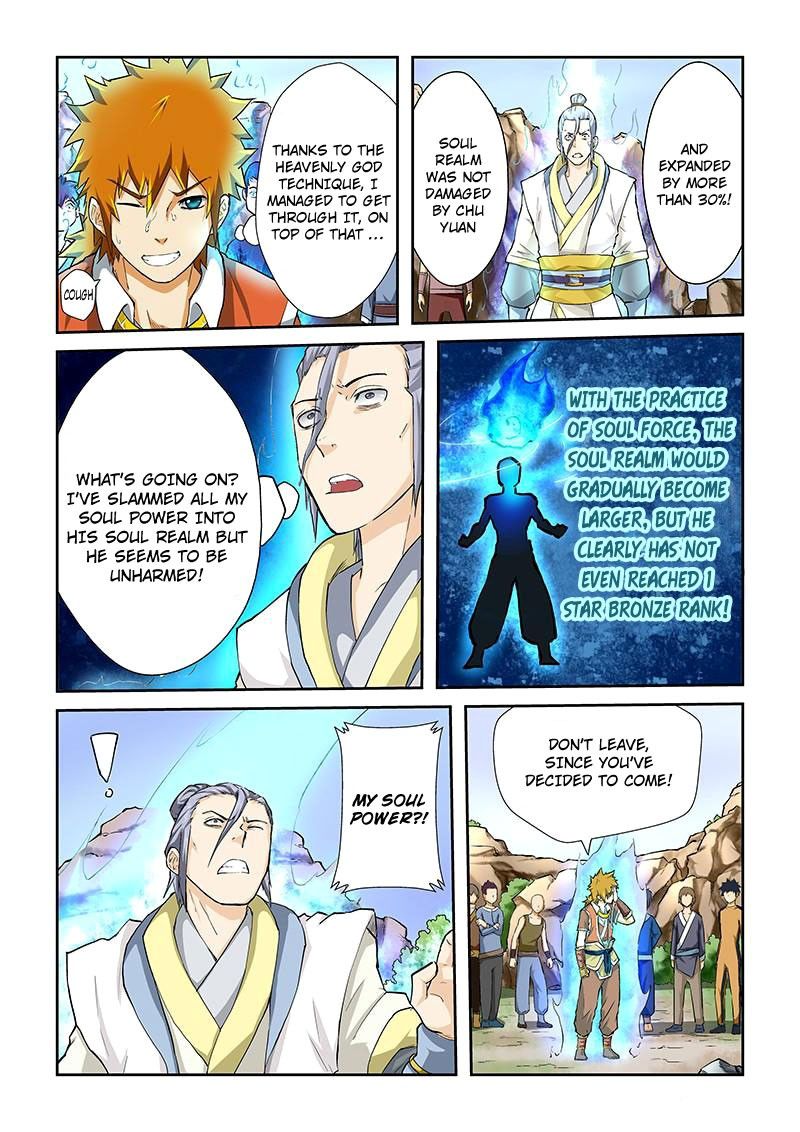 THANKS TO THE
HEAVENLY GOD
TECHNIQUE, I
MANAGED TO GET
THROUGH IT, ON
TOP OF THAT ...
COUGH
SOUL
REALM
WAS NOT
DAMAGED
BY CHU
YUAN
AND
EXPANDED
BY MORE
THAN 30%!
WHAT'S GOING ON?
I'VE SLAMMED ALL MY
SOUL POWER INTO
HIS SOUL REALM BUT
HE SEEMS TO BE
UNHARMED!
WITH THE PRACTICE
OF SOUL FORCE, THE
SOUL REALM WOULD
GRADUALLY BECOME
LARGER, BUT HE
CLEARLY HAS NOT
EVEN REACHED 1
STAR BRONZE RANK!
!
MY SOUL
POWER?!
DON'T LEAVE,
SINCE YOU'VE
DECIDED TO COME!